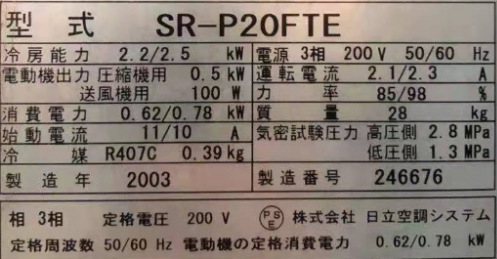 型式 SR-P20FTE
冷房能力 2.2/2.5 kW 電源 3相 200V 50/60 Hz
電動機出力 圧縮機用 0.5 kW 運転電流 2.1/2.3 A
送風機用 100 W 力率 85/98 %
消費電力 0.62/0.78 kW 質量 28 kg
始動電流 11/10 A 気密試験圧力 高圧側 2.8 MPa
冷媒 R407C 0.39 kg 低圧側 1.3 MPa
製造年 2003 製造番号 246676
相 3相 定格電圧 200 V PSE 株式会社 日立空調システム
定格周波数 50/60 Hz 電動機の定格消費電力 0.62/0.78 kW